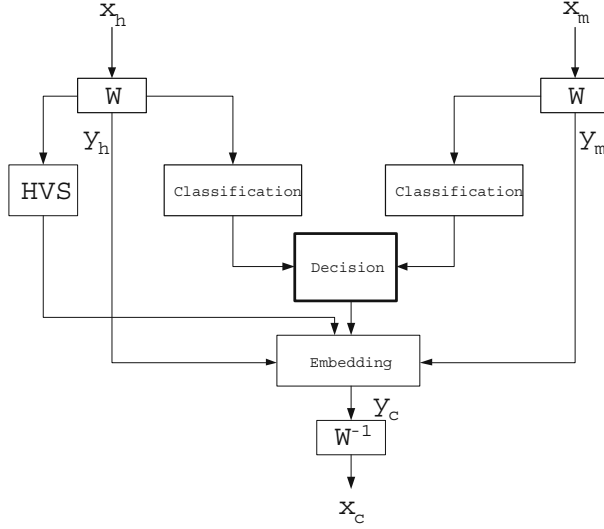 x_h x_m
W W
y_h y_m
HVS Classification Classification
Decision
Embedding
y_c
W^-1
x_c